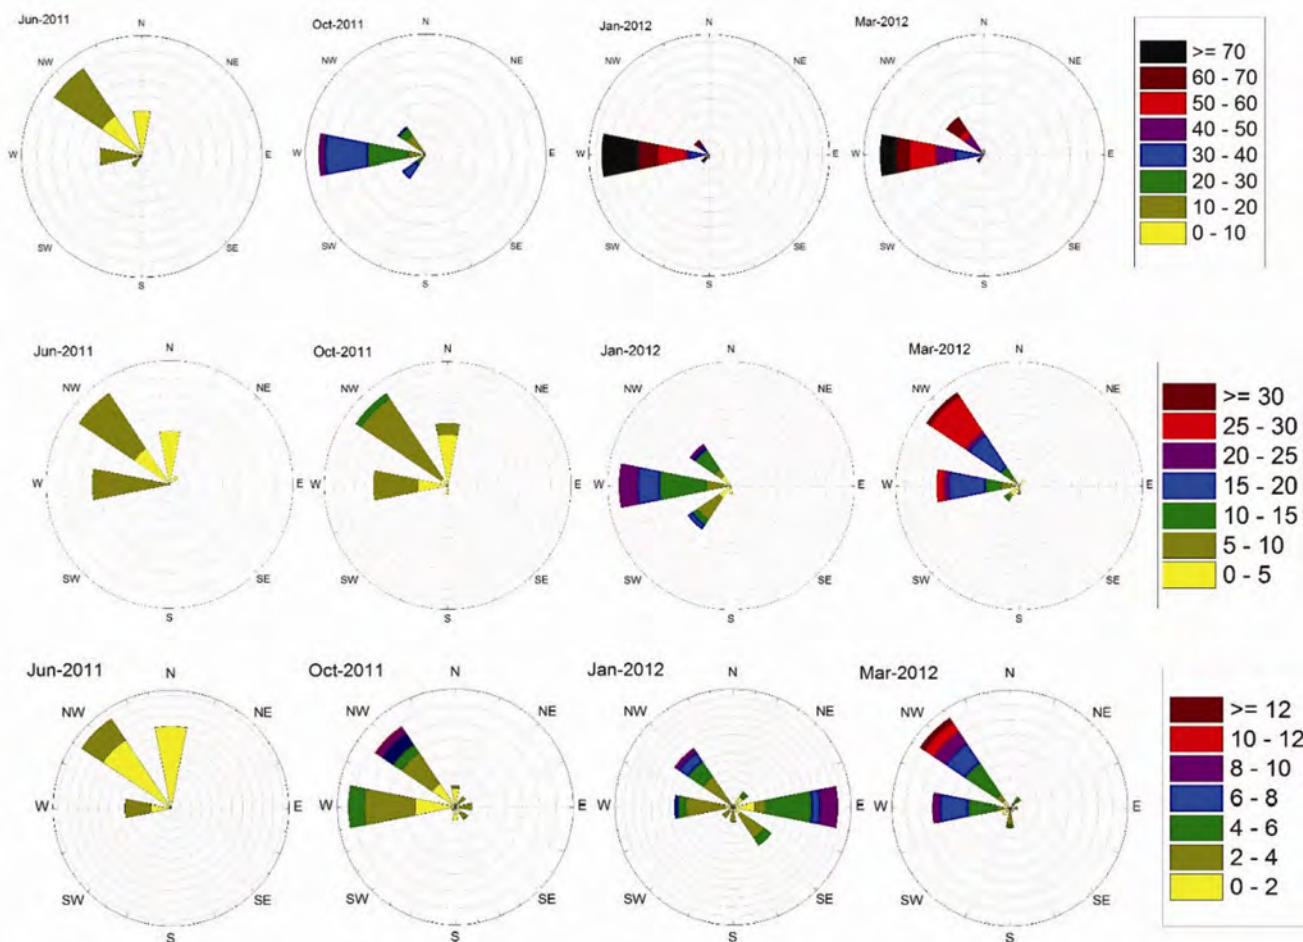 Jun-2011
N
NW
NE
W
E
SW
SE
S
Oct-2011
N
NW
NE
W
E
SW
SE
S
Jan-2012
N
NW
NE
W
E
SW
SE
S
Mar-2012
N
NW
NE
W
E
SW
SE
S
>= 70
60 - 70
50 - 60
40 - 50
30 - 40
20 - 30
10 - 20
0 - 10
Jun-2011
N
NW
NE
W
E
SW
SE
S
Oct-2011
N
NW
NE
W
E
SW
SE
S
Jan-2012
N
NW
NE
W
E
SW
SE
S
Mar-2012
N
NW
NE
W
E
SW
SE
S
>= 30
25 - 30
20 - 25
15 - 20
10 - 15
5 - 10
0 - 5
Jun-2011
N
NW
NE
W
E
SW
SE
S
Oct-2011
N
NW
NE
W
E
SW
SE
S
Jan-2012
N
NW
NE
W
E
SW
SE
S
Mar-2012
N
NW
NE
W
E
SW
SE
S
>= 12
10 - 12
8 - 10
6 - 8
4 - 6
2 - 4
0 - 2